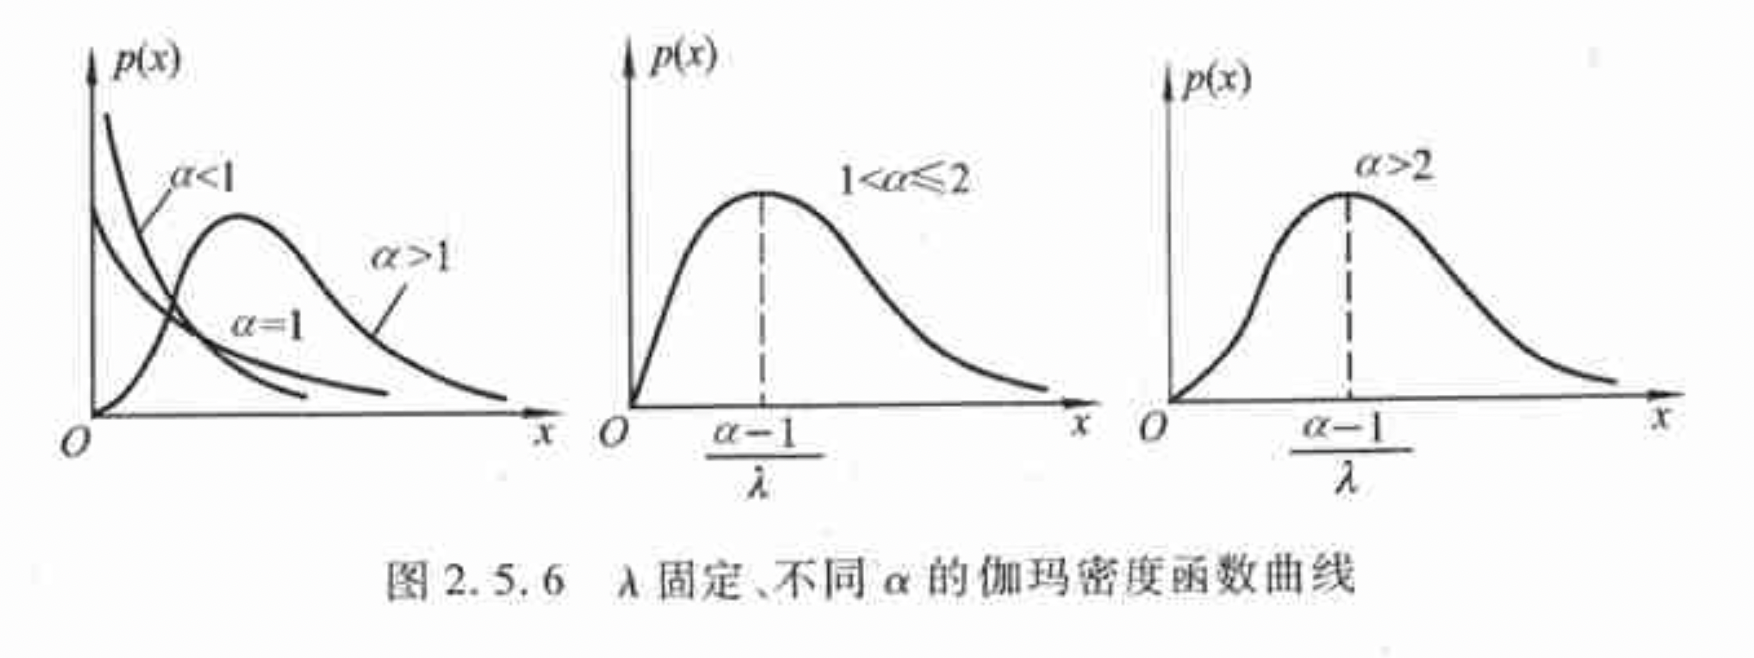 p(x)
α<1
α>1
α=1
O
x
p(x)
1<α≤2
O
α-1
λ
x
p(x)
α>2
O
α-1
λ
x
图 2.5.6 λ 固定、不同 α 的伽玛密度函数曲线